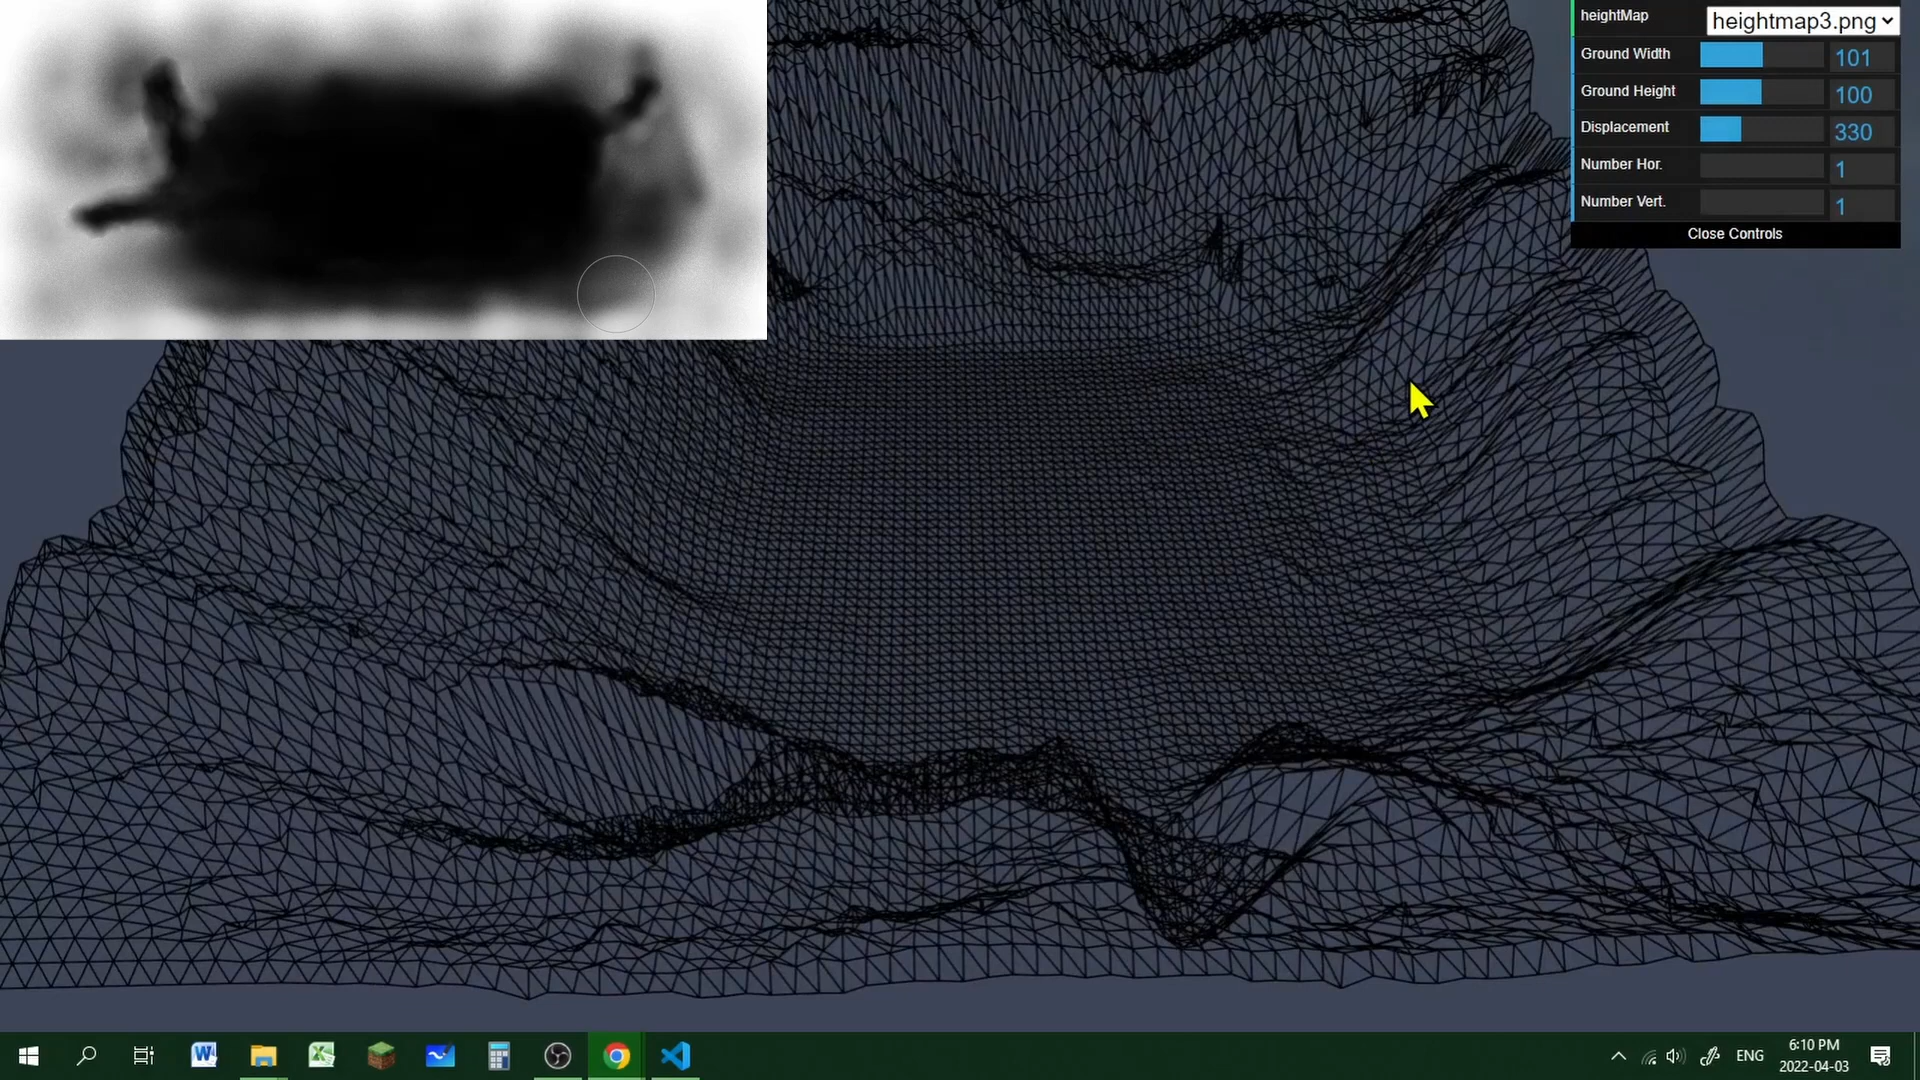 heightMap heightmap3.png
Ground Width 101
Ground Height 100
Displacement 330
Number Hor. 1
Number Vert. 1
Close Controls
ENG
6:10 PM
2022-04-03